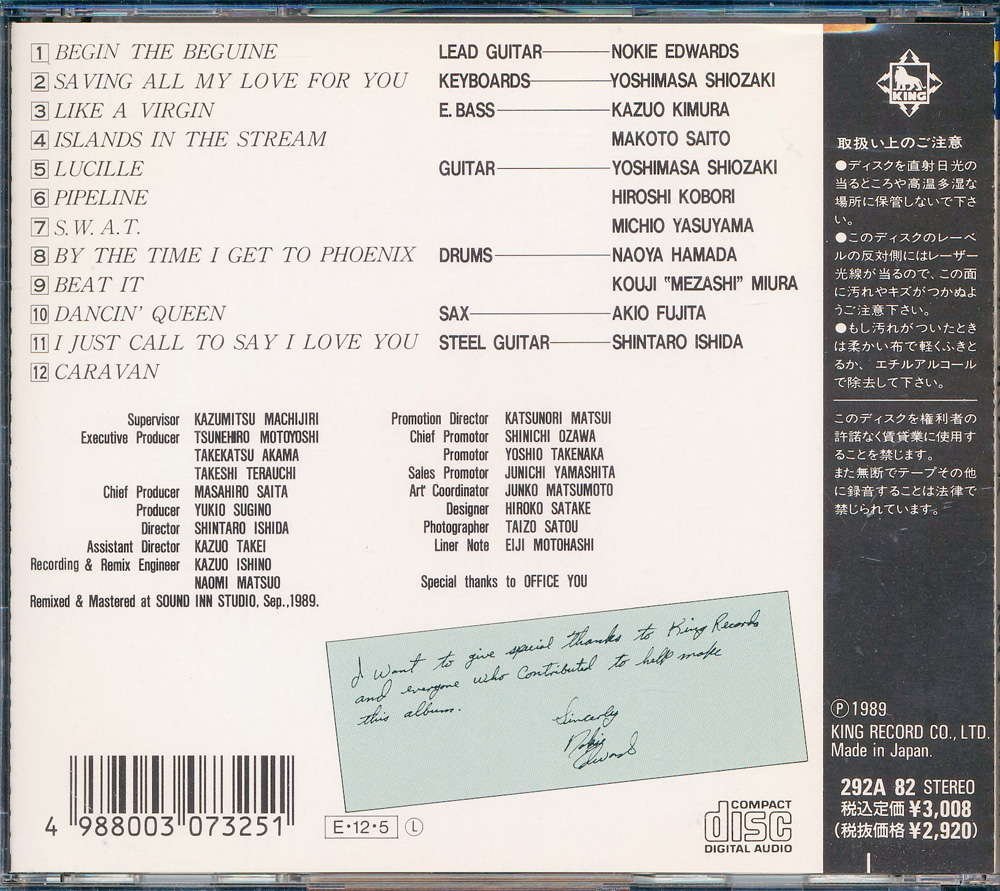 1 BEGIN THE BEGUINE
2 SAVING ALL MY LOVE FOR YOU
3 LIKE A VIRGIN
4 ISLANDS IN THE STREAM
5 LUCILLE
6 PIPELINE
7 S.W.A.T.
8 BY THE TIME I GET TO PHOENIX
9 BEAT IT
10 DANCIN' QUEEN
11 I JUST CALL TO SAY I LOVE YOU
12 CARAVAN
LEAD GUITAR NOKIE EDWARDS
KEYBOARDS YOSHIMASA SHIOZAKI
E. BASS KAZUO KIMURA
MAKOTO SAITO
GUITAR YOSHIMASA SHIOZAKI
HIROSHI KOBORI
MICHIO YASUYAMA
DRUMS NAOYA HAMADA
KOUJI "MEZASHI" MIURA
SAX AKIO FUJITA
STEEL GUITAR SHINTARO ISHIDA
Supervisor KAZUMITSU MACHIJIRI
Executive Producer TSUNEHIRO MOTOYOSHI
TAKEKATSU AKAMA
TAKESHI TERAUCHI
Chief Producer MASAHIRO SAITA
Producer YUKIO SUGINO
Director SHINTARO ISHIDA
Assistant Director KAZUO TAKEI
Recording & Remix Engineer KAZUO ISHINO
NAOMI MATSUO
Remixed & Mastered at SOUND INN STUDIO, Sep.,1989.
Promotion Director KATSUNORI MATSUI
Chief Promotor SHINICHI OZAWA
Promotor YOSHIO TAKENAKA
Sales Promotor JUNICHI YAMASHITA
Art Coordinator JUNKO MATSUMOTO
Designer HIROKO SATAKE
Photographer TAIZO SATOU
Liner Note EIJI MOTOHASHI
Special thanks to OFFICE YOU
I want to give special thanks to King Records
and everyone who contributed to help make
this album.
Sincerly
Nokie
Edwards
4 988003 073251
E・12・5 L
COMPACT
disc
DIGITAL AUDIO
KING
取扱い上のご注意
●ディスクを直射日光の
当るところや高温多湿な
場所に保管しないで下さ
い。
●このディスクのレーベ
ルの反対側にはレーザー
光線が当るので、この面
に汚れやキズがつかぬよ
うご注意下さい。
●もし汚れがついたとき
は柔かい布で軽くふきと
るか、エチルアルコール
で除去して下さい。
このディスクを権利者の
許諾なく賃貸業に使用す
ることを禁じます。
また無断でテープその他
に録音することは法律で
禁じられています。
Ⓟ1989
KING RECORD CO., LTD.
Made in Japan.
292A 82 STEREO
税込定価¥3,008
(税抜価格¥2,920)